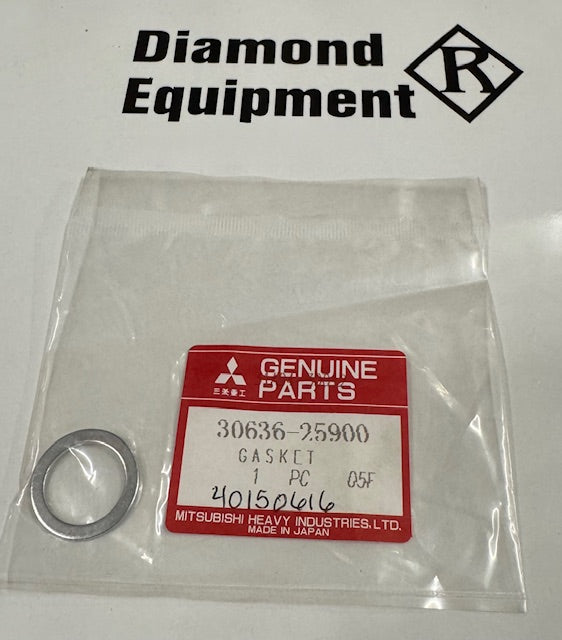 Diamond
Equipment
R
GENUINE
PARTS
三菱重工
30636-25900
GASKET
1 PC 05F
40150616
MITSUBISHI HEAVY INDUSTRIES, LTD.
MADE IN JAPAN